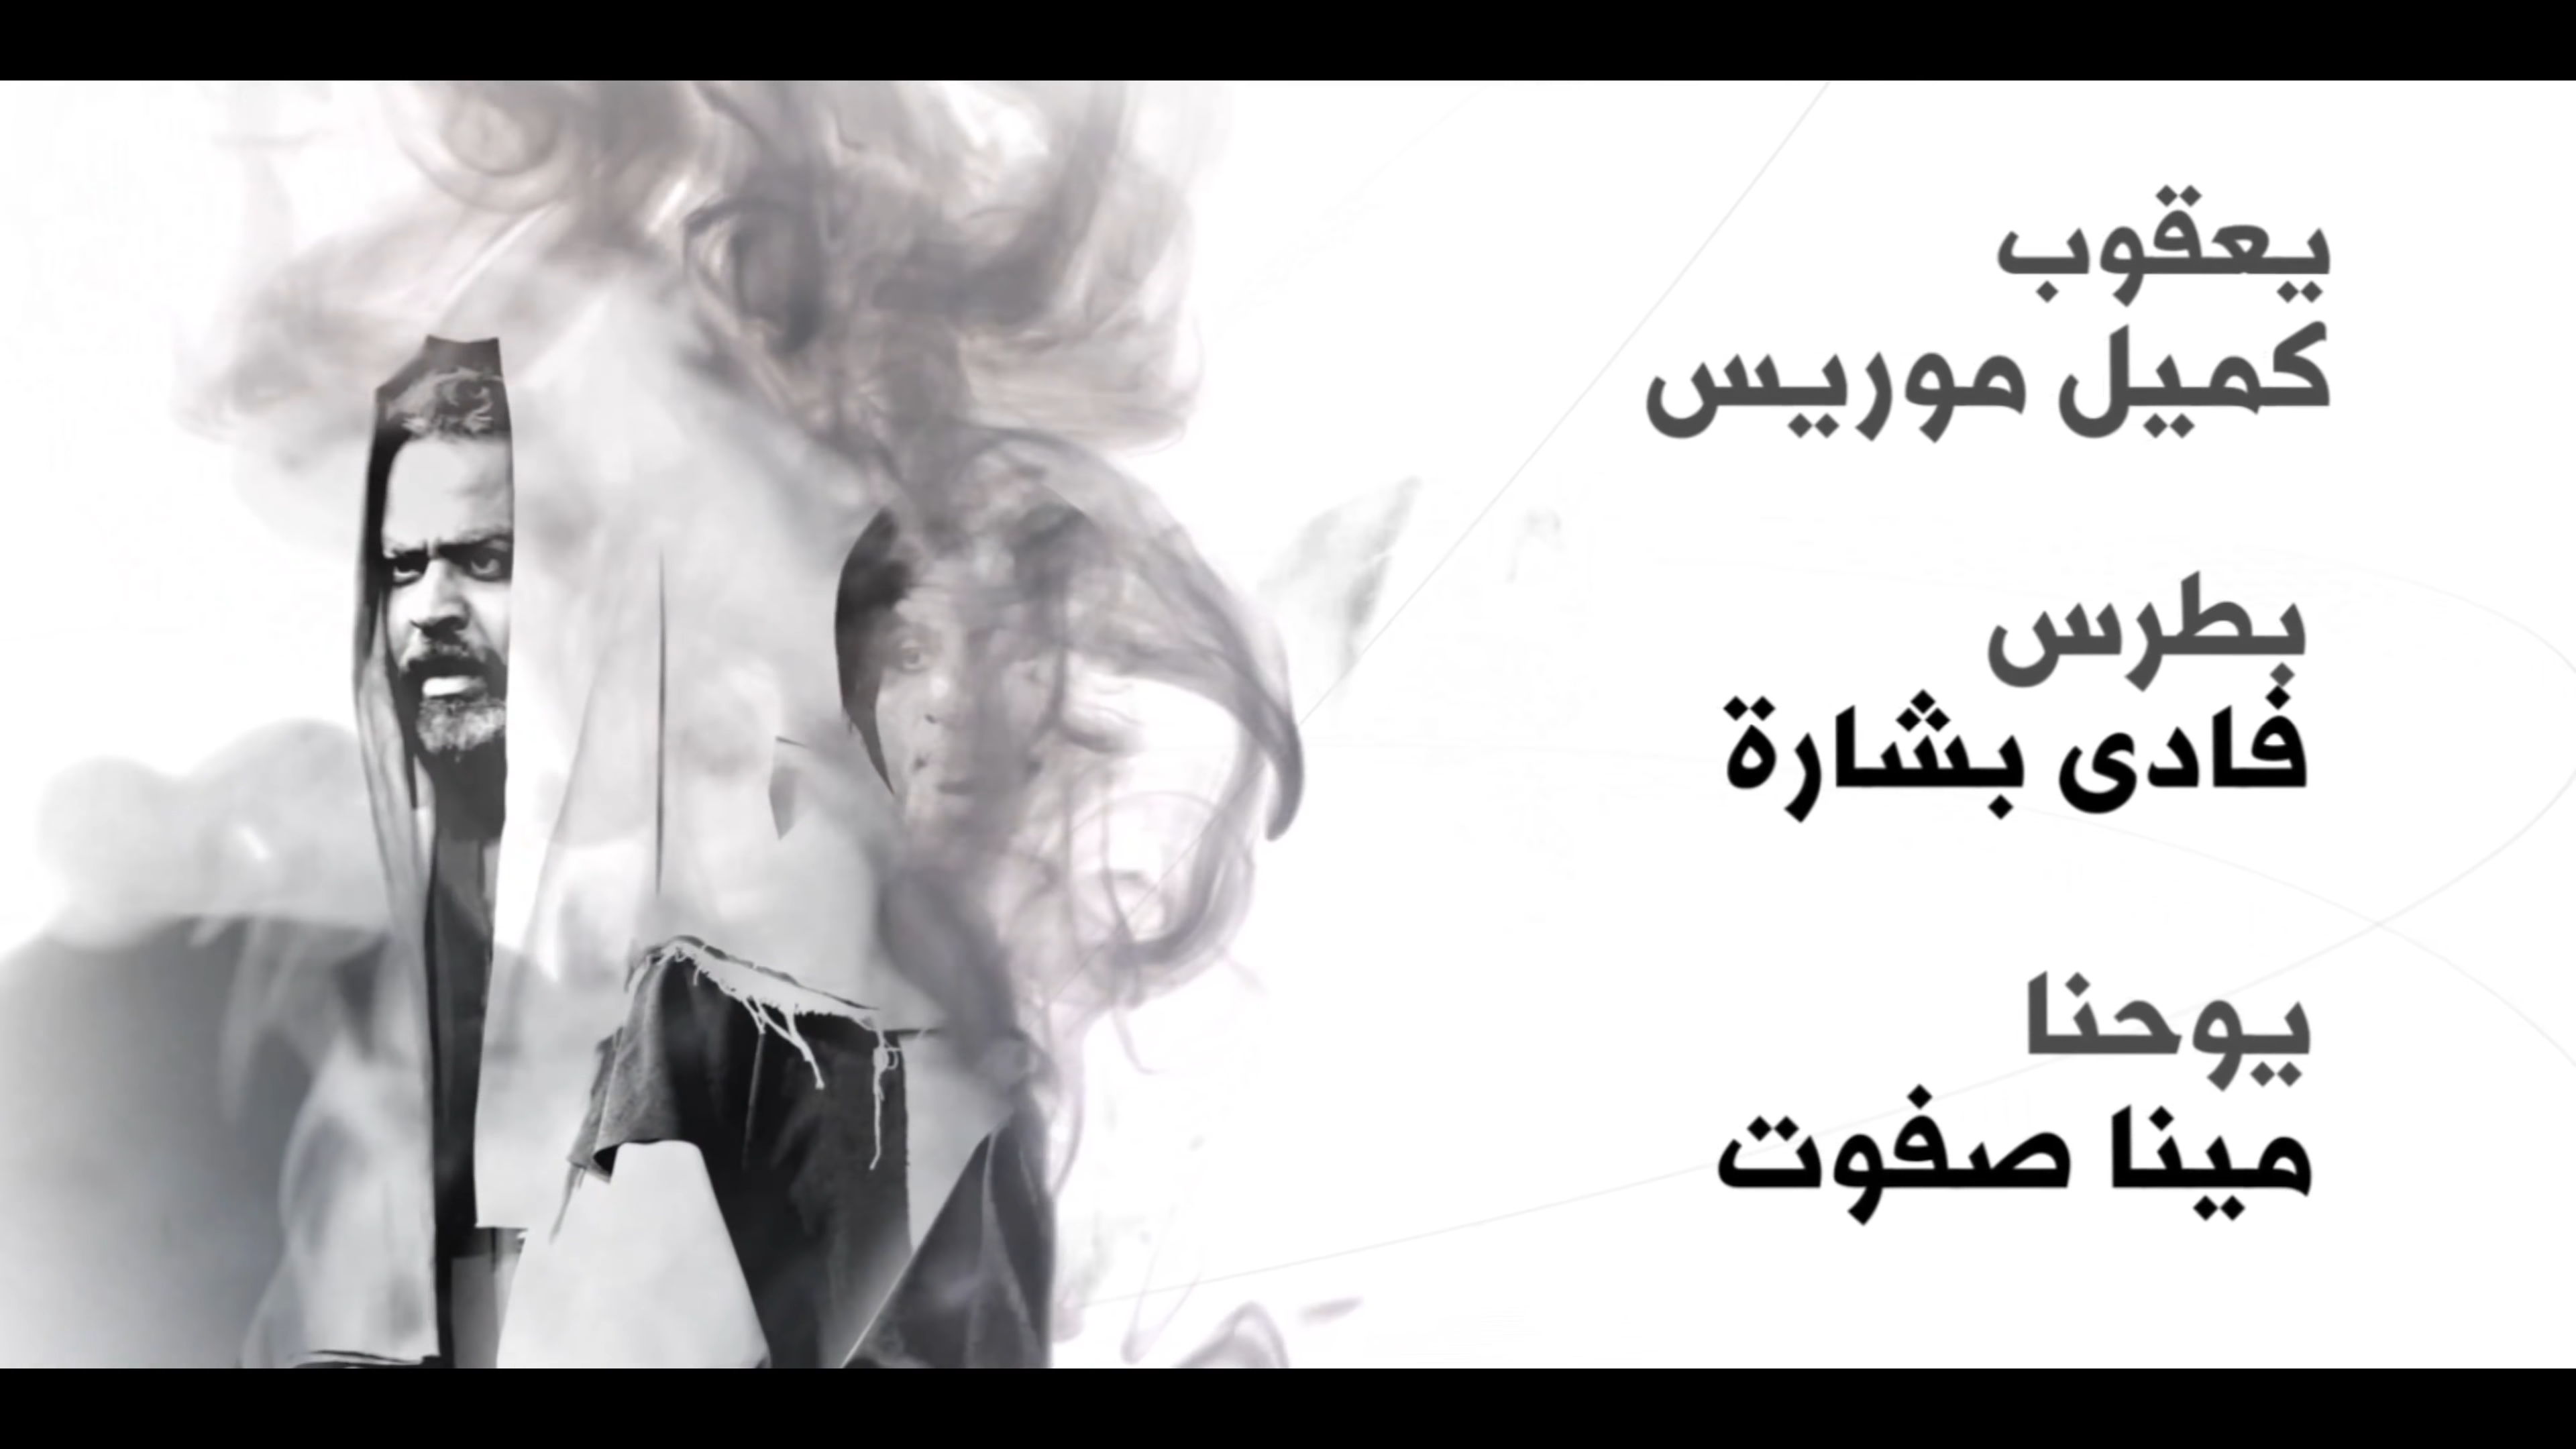 يعقوب
كميل موريس
بطرس
فادى بشارة
يوحنا
مينا صفوت